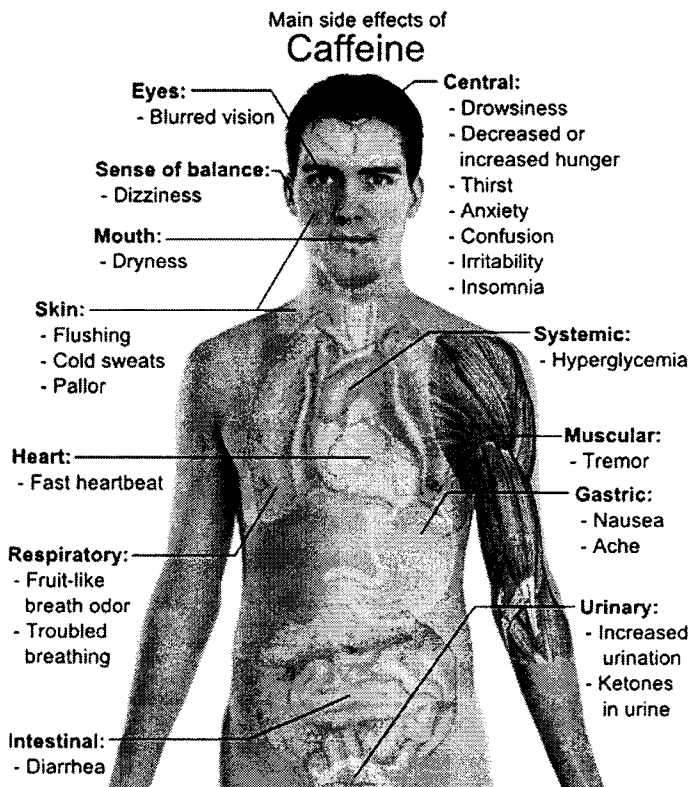 Main side effects of
Caffeine
Eyes:
- Blurred vision
Sense of balance:
- Dizziness
Mouth:
- Dryness
Skin:
- Flushing
- Cold sweats
- Pallor
Heart:
- Fast heartbeat
Respiratory:
- Fruit-like
breath odor
- Troubled
breathing
Intestinal:
- Diarrhea
Central:
- Drowsiness
- Decreased or
increased hunger
- Thirst
- Anxiety
- Confusion
- Irritability
- Insomnia
Systemic:
- Hyperglycemia
Muscular:
- Tremor
Gastric:
- Nausea
- Ache
Urinary:
- Increased
urination
- Ketones
in urine